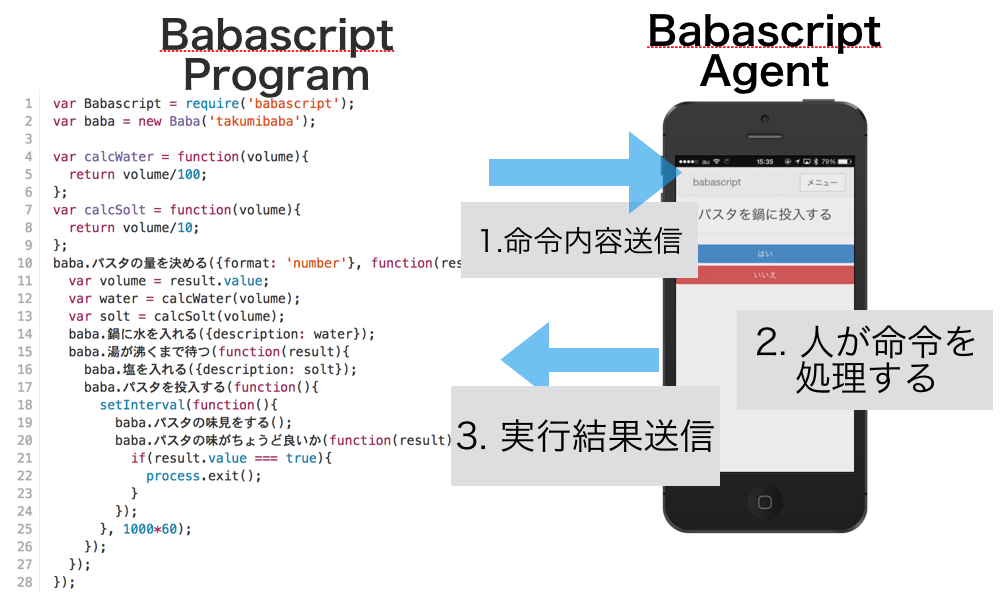 Babascript
Program
1 var Babascript = require('babascript');
2 var baba = new Baba('takumibaba');
3
4 var calcWater = function(volume){
5 return volume/100;
6 };
7 var calcSolt = function(volume){
8 return volume/10;
9 };
10 baba.パスタの量を決める({format: 'number'}, function(res
11 var volume = result.value;
12 var water = calcWater(volume);
13 var solt = calcSolt(volume);
14 baba.鍋に水を入れる({description: water});
15 baba.湯が沸くまで待つ(function(result){
16 baba.塩を入れる({description: solt});
17 baba.パスタを投入する(function(){
18 setInterval(function(){
19 baba.パスタの味見をする();
20 baba.パスタの味がちょうど良いか(function(result)
21 if(result.value === true){
22 process.exit();
23 }
24 });
25 }, 1000*60);
26 });
27 });
28 });
1.命令内容送信
3. 実行結果送信
Babascript
Agent
au 15:35 79%
babascript メニュー
パスタを鍋に投入する
はい
いいえ
2. 人が命令を
処理する